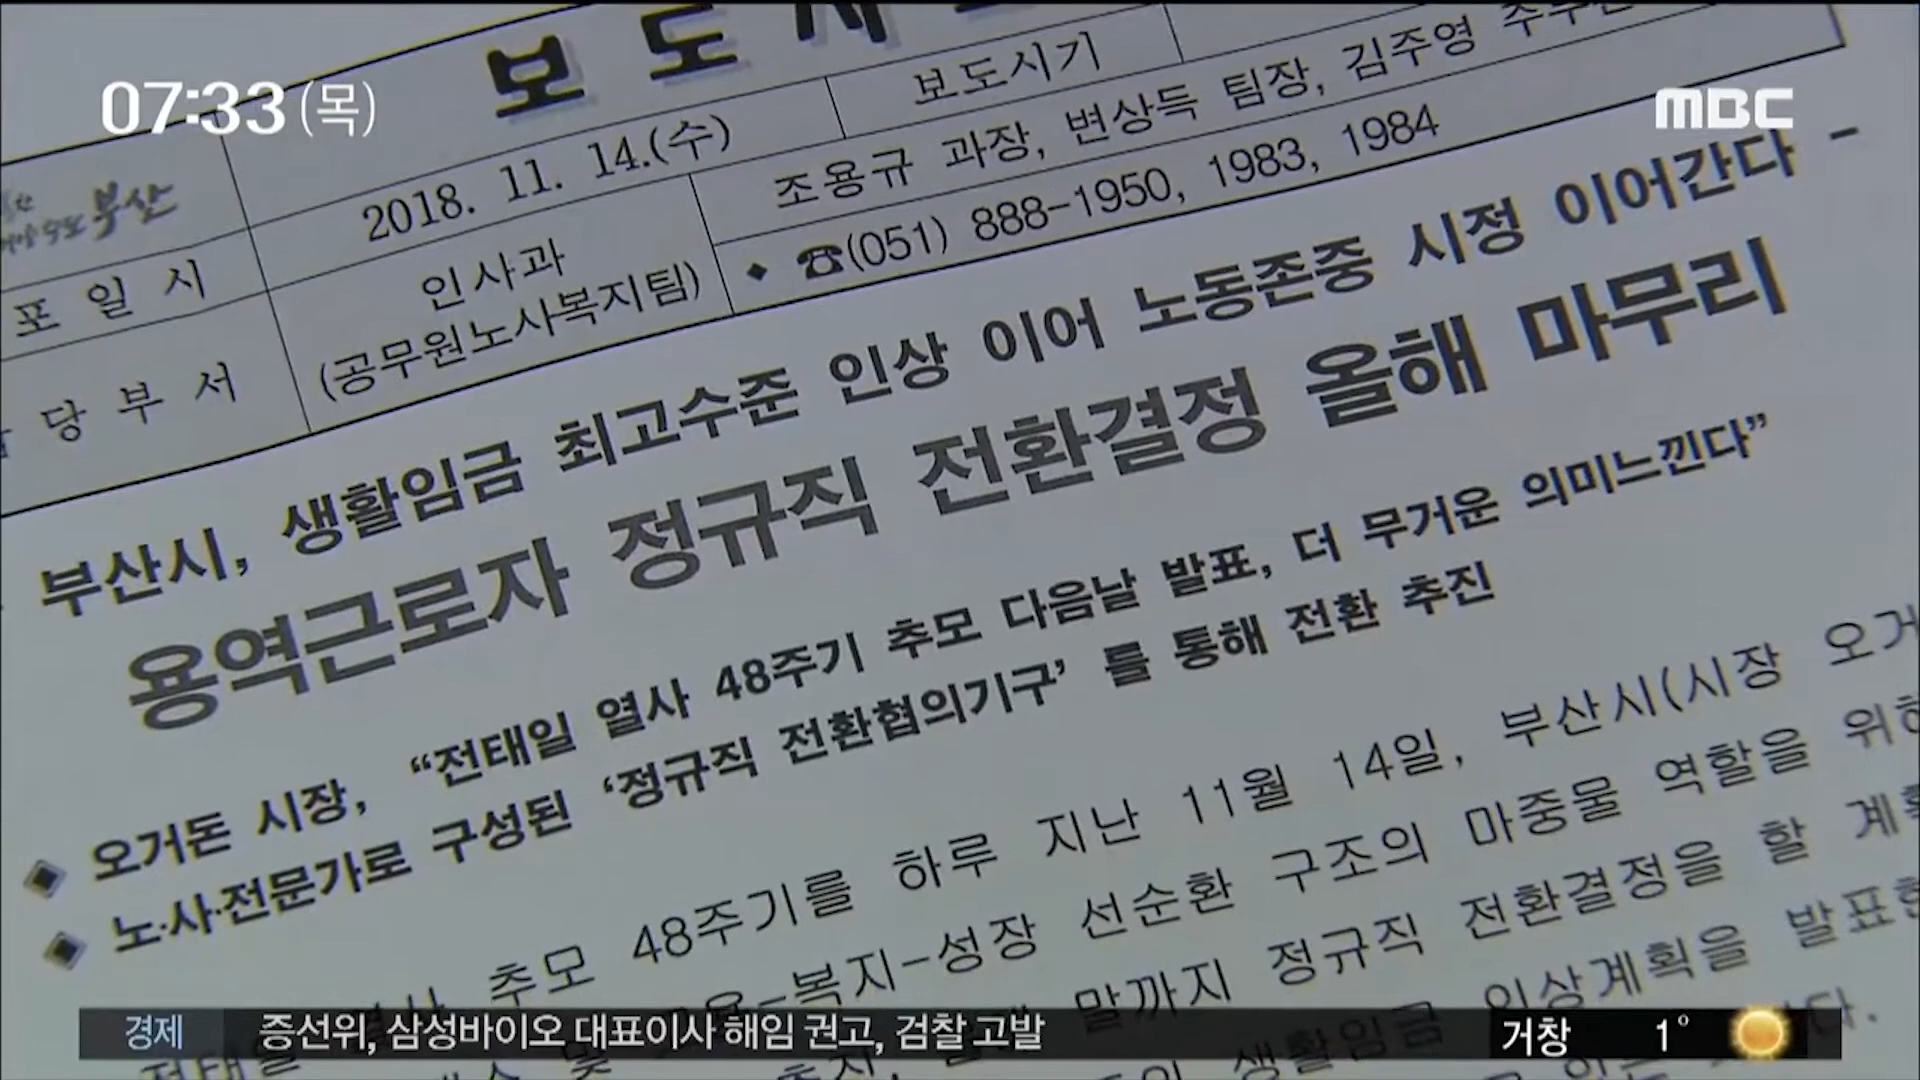 07:33(목)
MBC
보도
2018. 11. 14.(수)
보도시기
부산
포 일 시
인사과
(공무원노사복지팀)
조용규 과장, 변상득 팀장, 김주영
☎(051) 888-1950, 1983, 1984
당 부 서
부산시, 생활임금 최고수준 인상 이어 노동존중 시정 이어간다 -
용역근로자 정규직 전환결정 올해 마무리
◆ 오거돈 시장, “전태일 열사 48주기 추모 다음날 발표, 더 무거운 의미느낀다”
◆ 노·사·전문가로 구성된 ‘정규직 전환협의기구’ 를 통해 전환 추진
추모 48주기를 하루 지난 11월 14일, 부산시(시장 오거
-복지-성장 선순환 구조의 마중물 역할을 위해
말까지 정규직 전환결정을 할 계획
생활임금 인상계획을 발표한
경제
증선위, 삼성바이오 대표이사 해임 권고, 검찰 고발
거창 1°